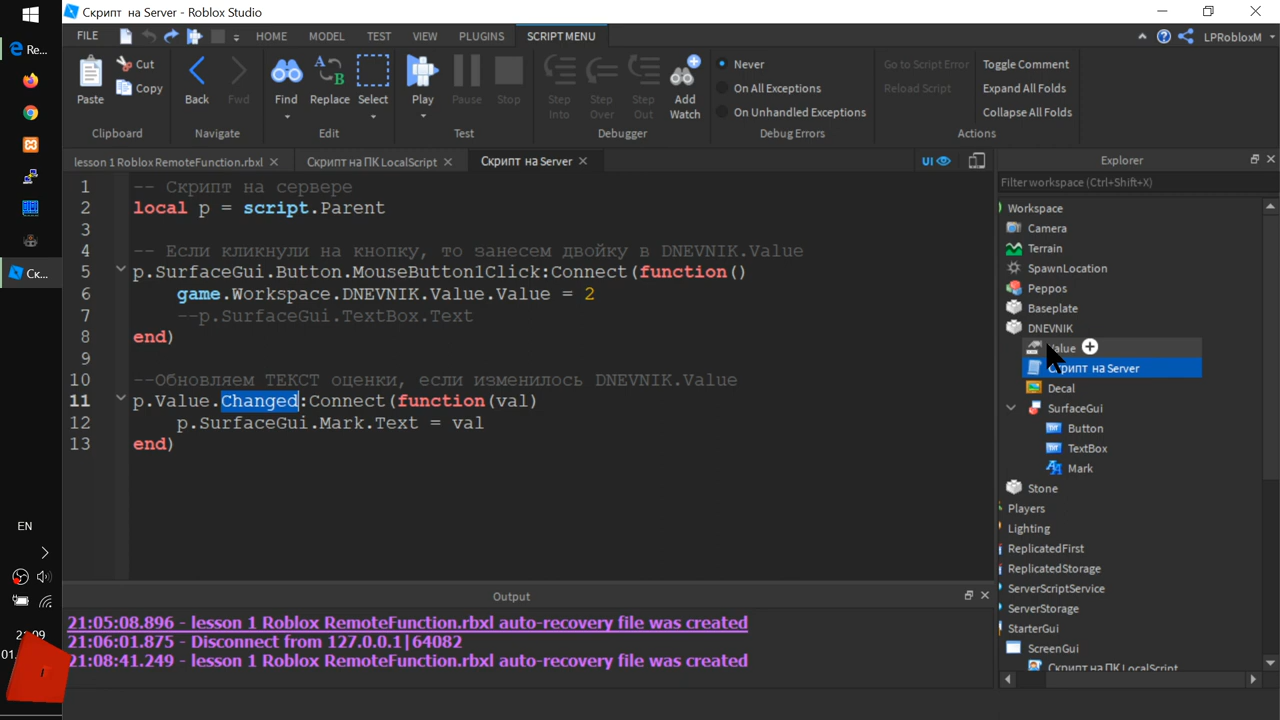 Скрипт на Server - Roblox Studio
Re...
FILE
HOME
MODEL
TEST
VIEW
PLUGINS
SCRIPT MENU
LPRobloxM
Paste
Cut
Copy
Clipboard
Back
Fwd
Navigate
Find
Replace
Select
Edit
Play
Pause
Stop
Test
Step Into
Step Over
Step Out
Add Watch
Debugger
Never
On All Exceptions
On Unhandled Exceptions
Debug Errors
Go to Script Error
Reload Script
Toggle Comment
Expand All Folds
Collapse All Folds
Actions
lesson 1 Roblox RemoteFunction.rbxl
Скрипт на ПК LocalScript
Скрипт на Server
UI
1 -- Скрипт на сервере
2 local p = script.Parent
3
4 -- Если кликнули на кнопку, то занесем двойку в DNEVNIK.Value
5 p.SurfaceGui.Button.MouseButton1Click:Connect(function()
6 game.Workspace.DNEVNIK.Value.Value = 2
7 --p.SurfaceGui.TextBox.Text
8 end)
9
10 --Обновляем ТЕКСТ оценки, если изменилось DNEVNIK.Value
11 p.Value.Changed:Connect(function(val)
12 p.SurfaceGui.Mark.Text = val
13 end)
Explorer
Filter workspace (Ctrl+Shift+X)
Workspace
Camera
Terrain
SpawnLocation
Peppos
Baseplate
DNEVNIK
Value
Скрипт на Server
Decal
SurfaceGui
Button
TextBox
Mark
Stone
Players
Lighting
ReplicatedFirst
ReplicatedStorage
ServerScriptService
ServerStorage
StarterGui
ScreenGui
Скрипт на ПК LocalScript
Output
21:05:08.896 - lesson 1 Roblox RemoteFunction.rbxl auto-recovery file was created
21:06:01.875 - Disconnect from 127.0.0.1|64082
21:08:41.249 - lesson 1 Roblox RemoteFunction.rbxl auto-recovery file was created
Ск...
EN
21:09
01.